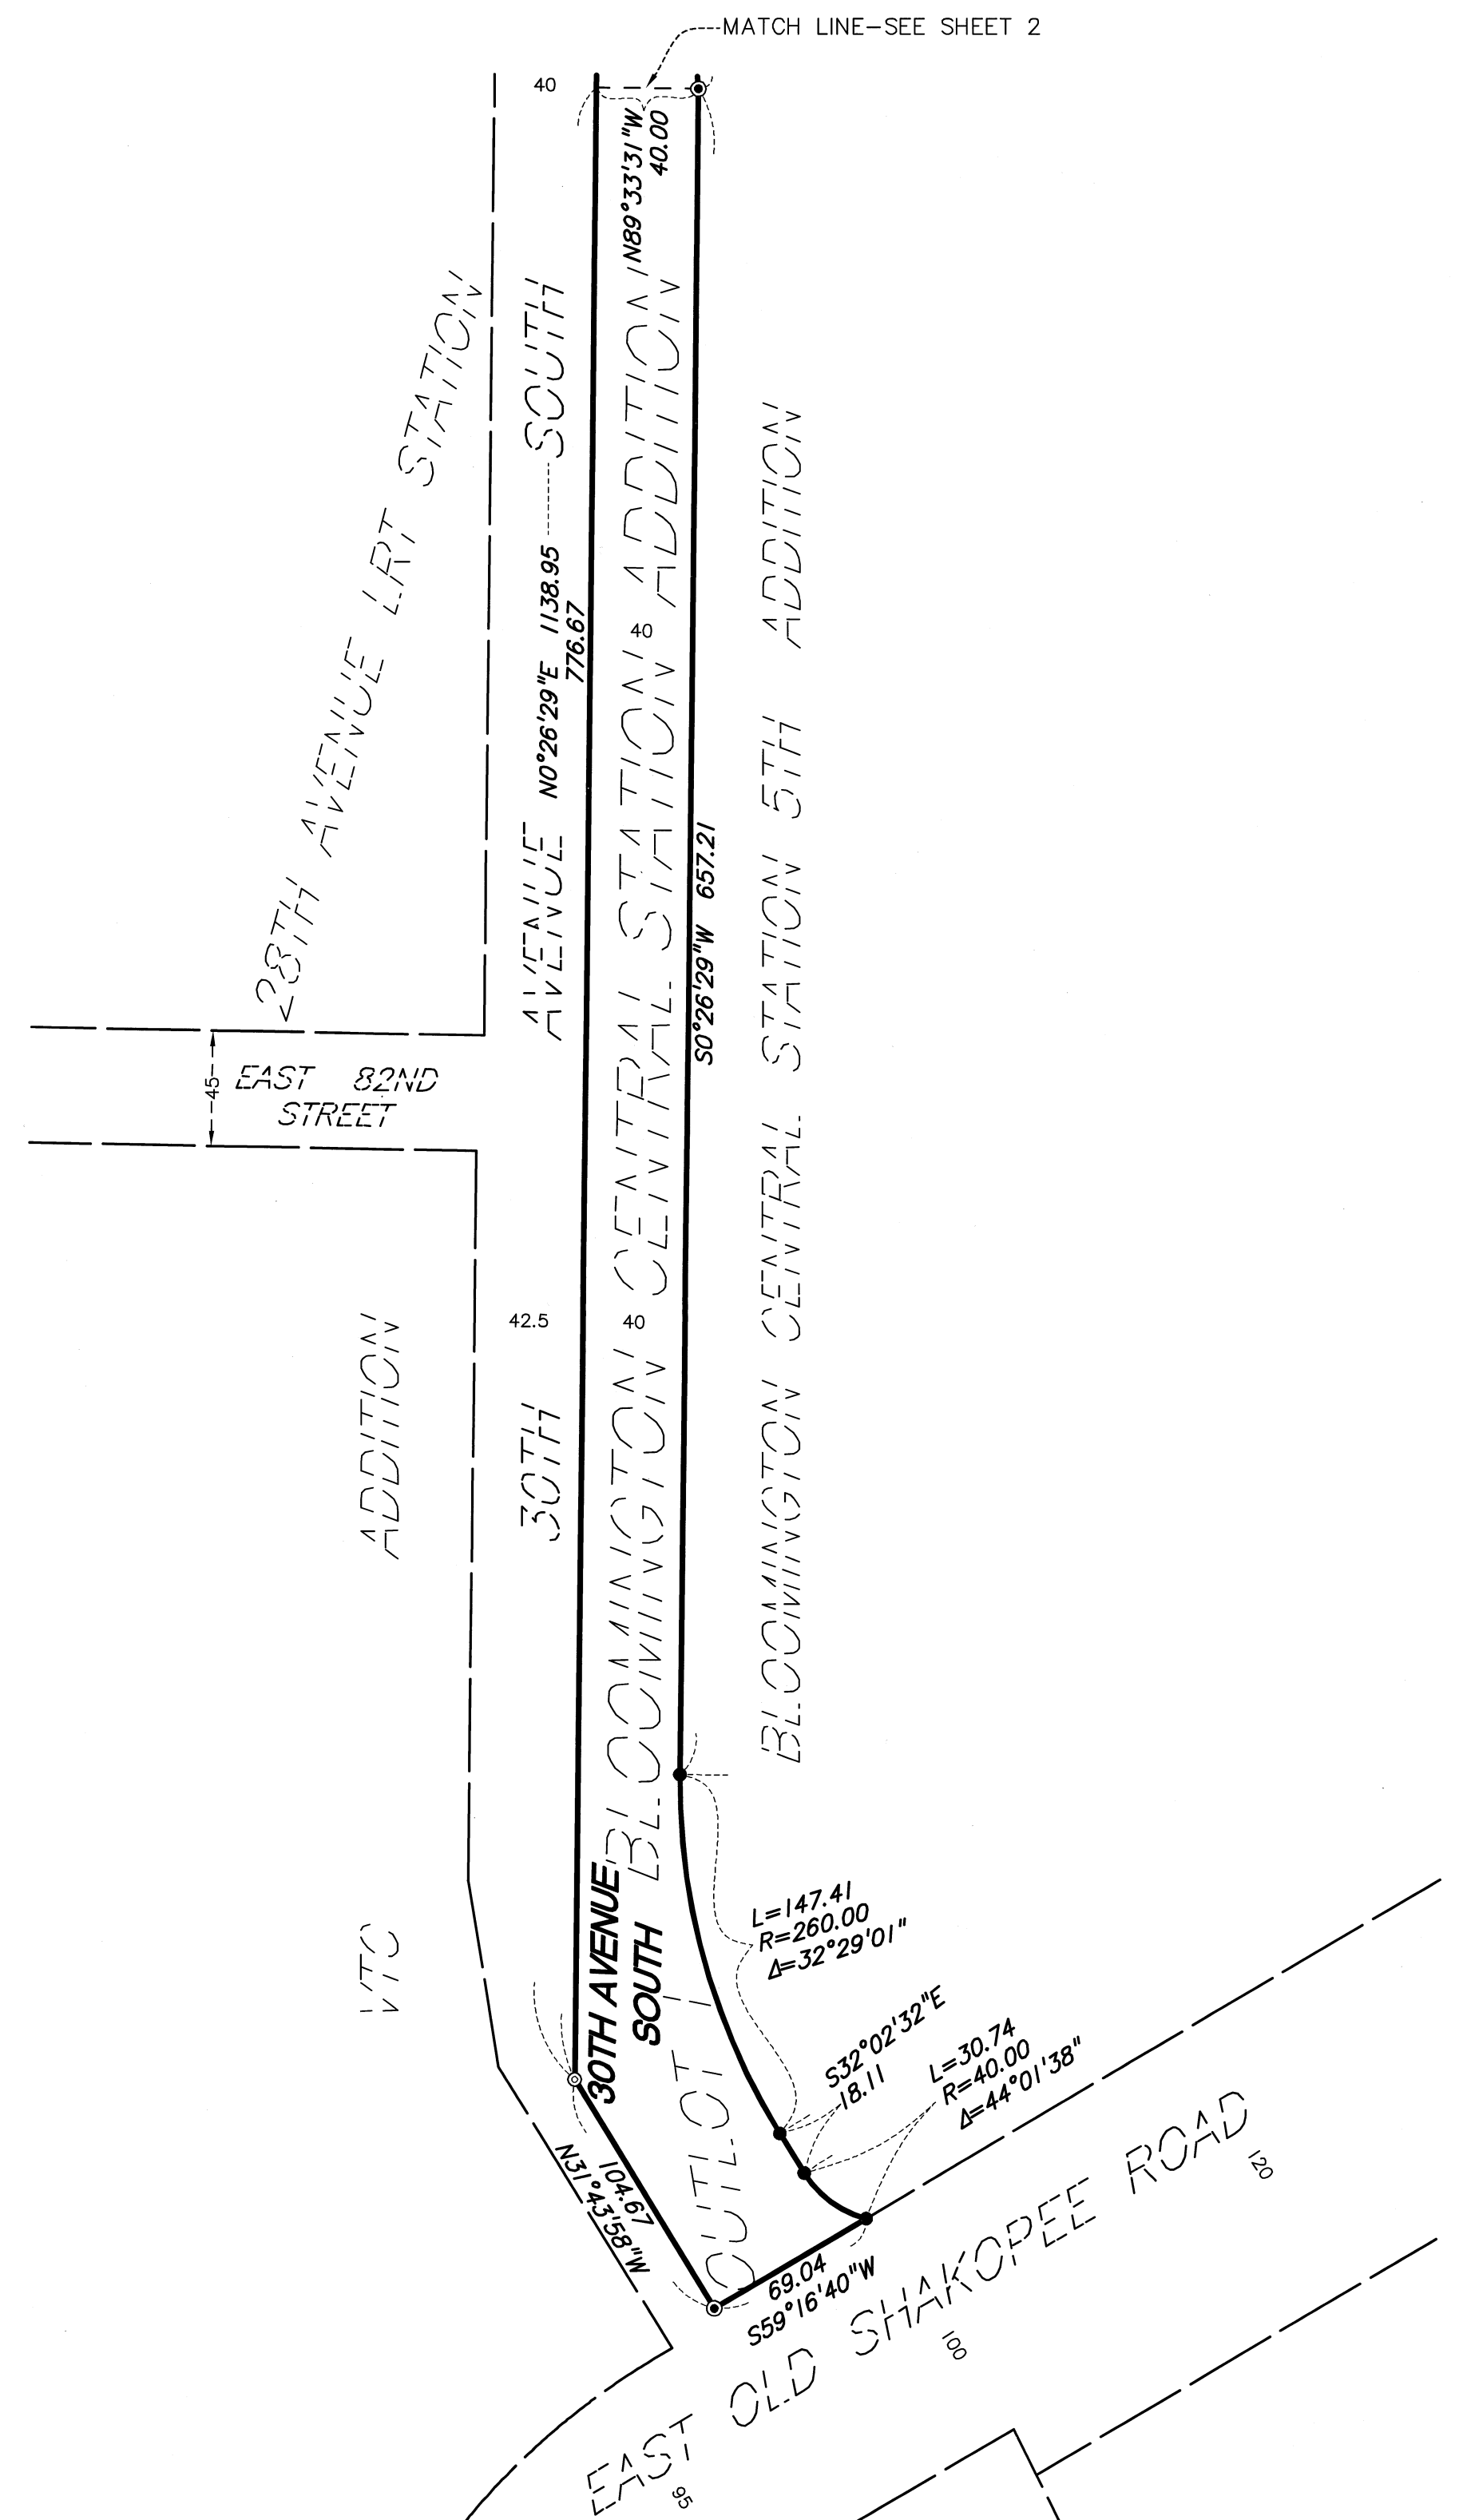 MATCH LINE—SEE SHEET 2
40
N89°33'31"W
40.00
28TH AVENUE LRT STATION
30TH AVENUE SOUTH
N0°26'29"E 1138.95
776.67
40
BLOOMINGTON CENTRAL STATION ADDITION
S0°26'29"W 657.21
BLOOMINGTON CENTRAL STATION 5TH ADDITION
45
EAST 82ND
STREET
42.5
40
VTC ADDITION
30TH AVENUE
SOUTH
OUTLOT 1
L=147.41
R=260.00
Δ=32°29'01"
S32°02'32"E
18.11
L=30.74
R=40.00
Δ=44°01'38"
104.67
N31°43'58"W
69.04
S59°16'40"W
EAST OLD SHAKOPEE ROAD
120
100
95